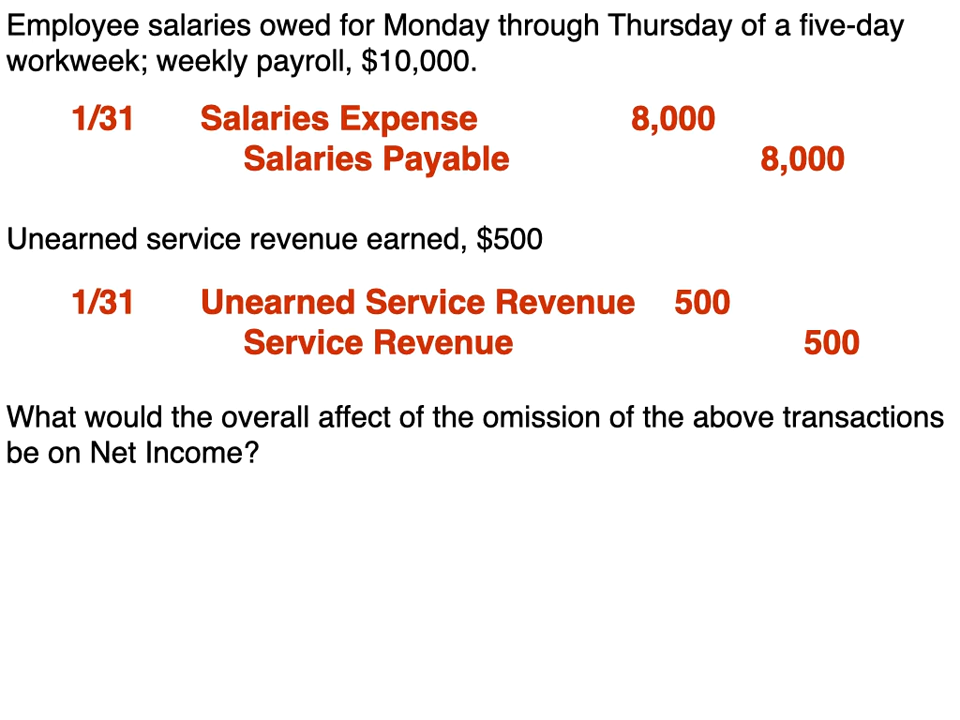 Employee salaries owed for Monday through Thursday of a five-day
workweek; weekly payroll, $10,000.
1/31 Salaries Expense 8,000
Salaries Payable 8,000
Unearned service revenue earned, $500
1/31 Unearned Service Revenue 500
Service Revenue 500
What would the overall affect of the omission of the above transactions
be on Net Income?